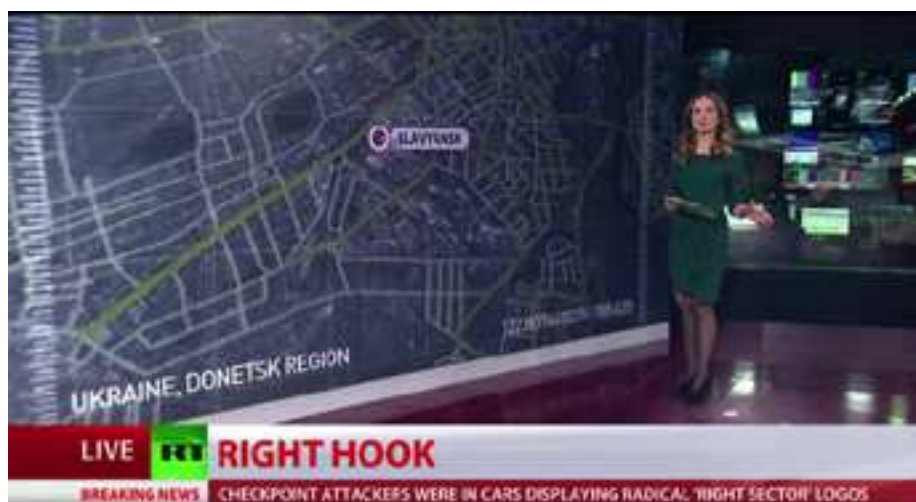 SLAVYANSK
UKRAINE, DONETSK REGION
LIVE RT RIGHT HOOK
BREAKING NEWS CHECKPOINT ATTACKERS WERE IN CARS DISPLAYING RADICAL 'RIGHT SECTOR' LOGOS